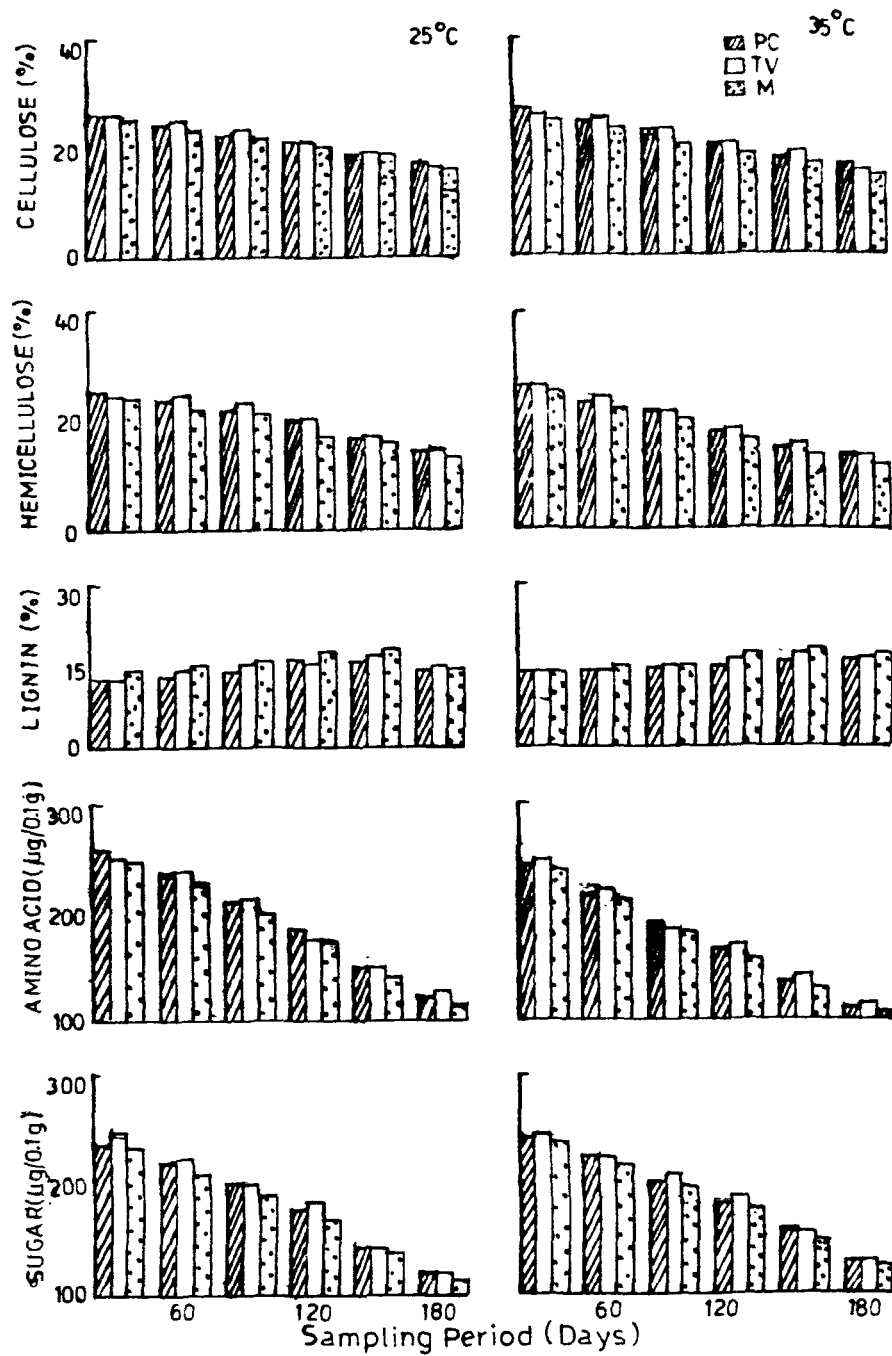 25°C
35°C
PC
TV
M
CELLULOSE (%)
40
20
0
HEMICELLULOSE (%)
40
20
0
LIGNIN (%)
30
15
0
AMINO ACID (µg/0.1g)
300
200
100
SUGAR (µg/0.1g)
300
200
100
60 120 180 60 120 180
Sampling Period (Days)